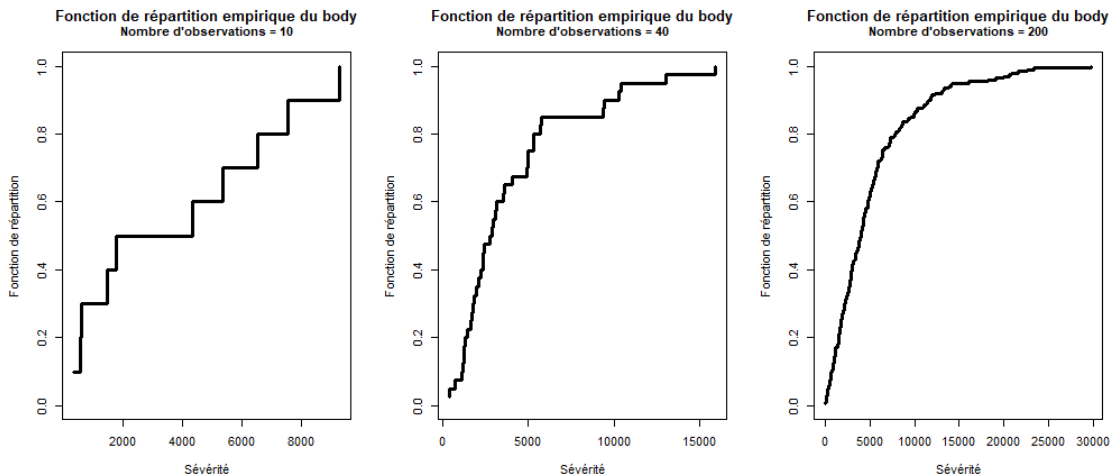 Fonction de répartition empirique du body
Nombre d'observations = 10
Fonction de répartition
0.0
0.2
0.4
0.6
0.8
1.0
2000 4000 6000 8000
Sévérité
Fonction de répartition empirique du body
Nombre d'observations = 40
Fonction de répartition
0.0
0.2
0.4
0.6
0.8
1.0
0 5000 10000 15000
Sévérité
Fonction de répartition empirique du body
Nombre d'observations = 200
Fonction de répartition
0.0
0.2
0.4
0.6
0.8
1.0
0 5000 10000 15000 20000 25000 30000
Sévérité